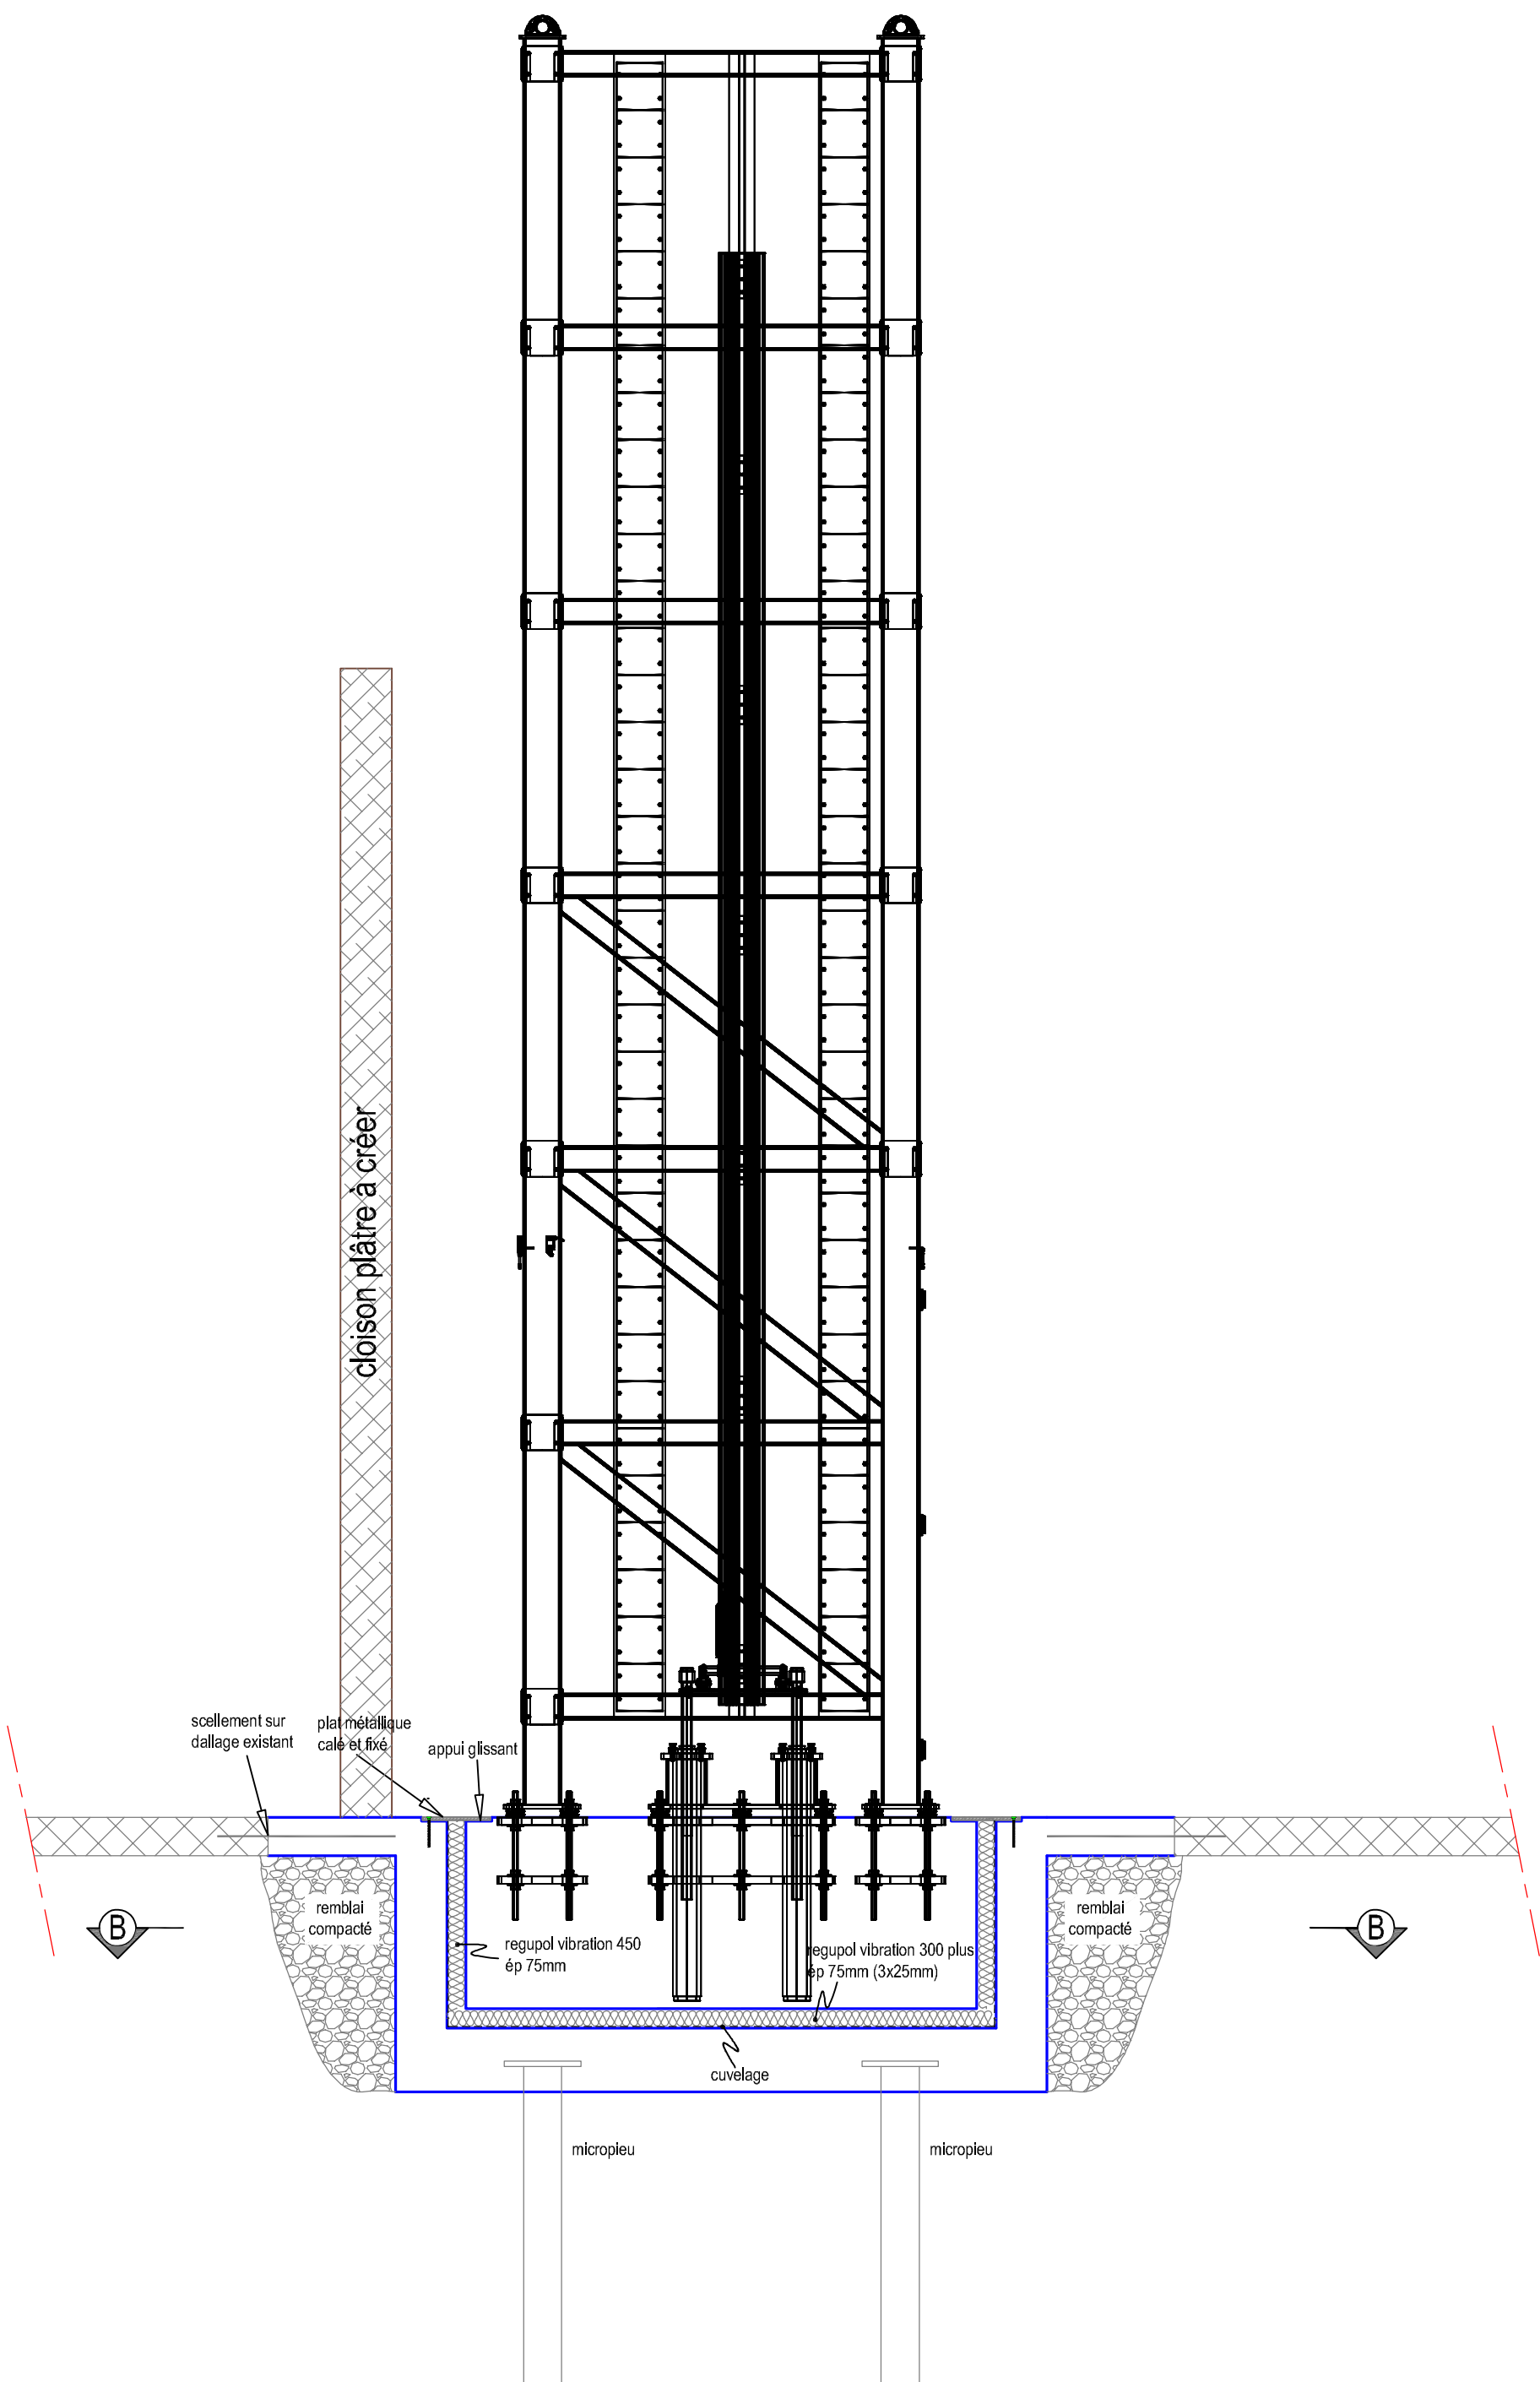 cloison plâtre à créer
scellement sur
dallage existant
plat métallique
calé et fixé
appui glissant
remblai
compacté
remblai
compacté
B
B
regupol vibration 450
ép 75mm
regupol vibration 300 plus
ép 75mm (3x25mm)
cuvelage
micropieu
micropieu